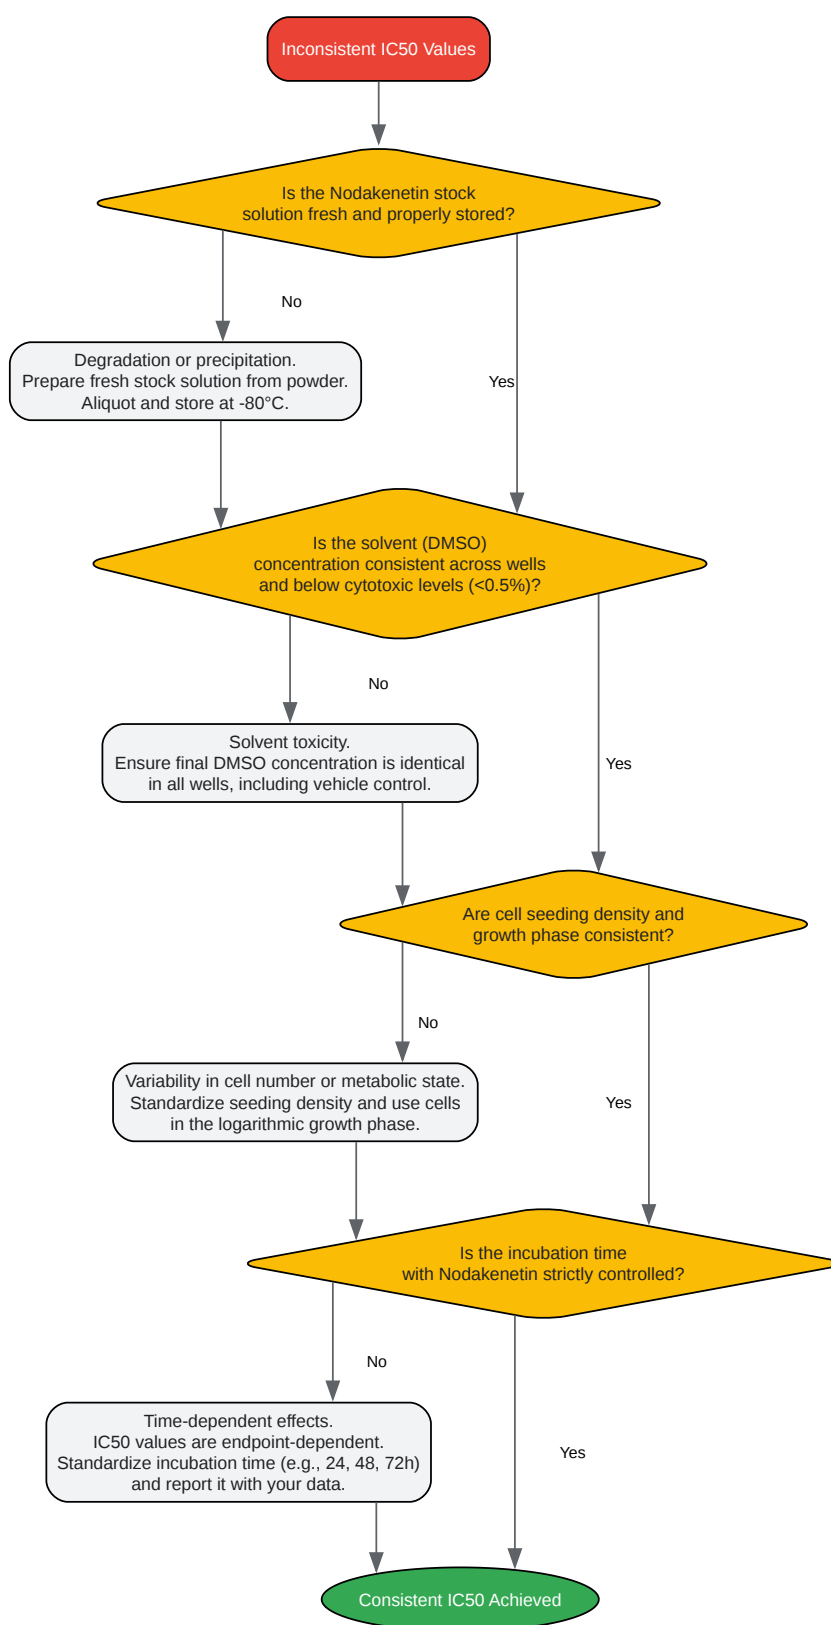 Inconsistent IC50 Values
Is the Nodakenetin stock
solution fresh and properly stored?
No
Degradation or precipitation.
Prepare fresh stock solution from powder.
Aliquot and store at -80°C.
Yes
Is the solvent (DMSO)
concentration consistent across wells
and below cytotoxic levels (<0.5%)?
No
Solvent toxicity.
Ensure final DMSO concentration is identical
in all wells, including vehicle control.
Yes
Are cell seeding density and
growth phase consistent?
No
Variability in cell number or metabolic state.
Standardize seeding density and use cells
in the logarithmic growth phase.
Yes
Is the incubation time
with Nodakenetin strictly controlled?
No
Time-dependent effects.
IC50 values are endpoint-dependent.
Standardize incubation time (e.g., 24, 48, 72h)
and report it with your data.
Yes
Consistent IC50 Achieved